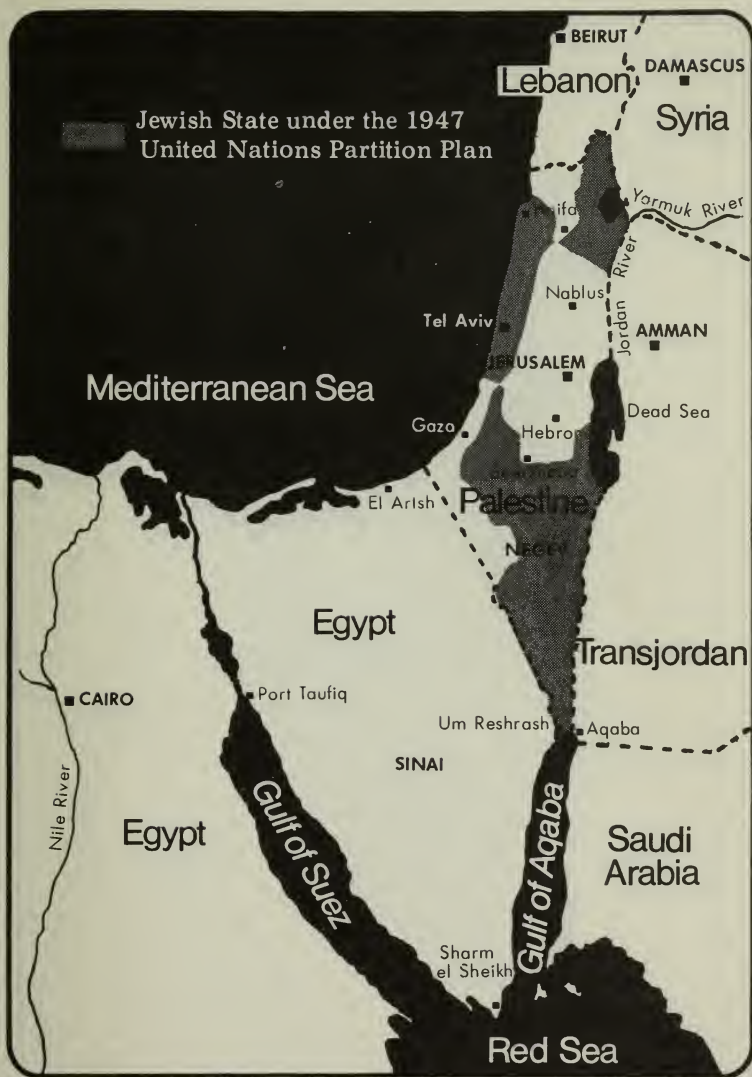 BEIRUT
Lebanon
DAMASCUS
Syria
Jewish State under the 1947
United Nations Partition Plan
Yarmuk River
Haifa
Jordan River
Nablus
Tel Aviv
AMMAN
JERUSALEM
Mediterranean Sea
Dead Sea
Gaza
Hebron
El Arish
Palestine
NEGEV
Egypt
Transjordan
Port Taufiq
CAIRO
Um Reshrash
Aqaba
SINAI
Nile River
Gulf of Suez
Gulf of Aqaba
Egypt
Saudi
Arabia
Sharm
el Sheikh
Red Sea